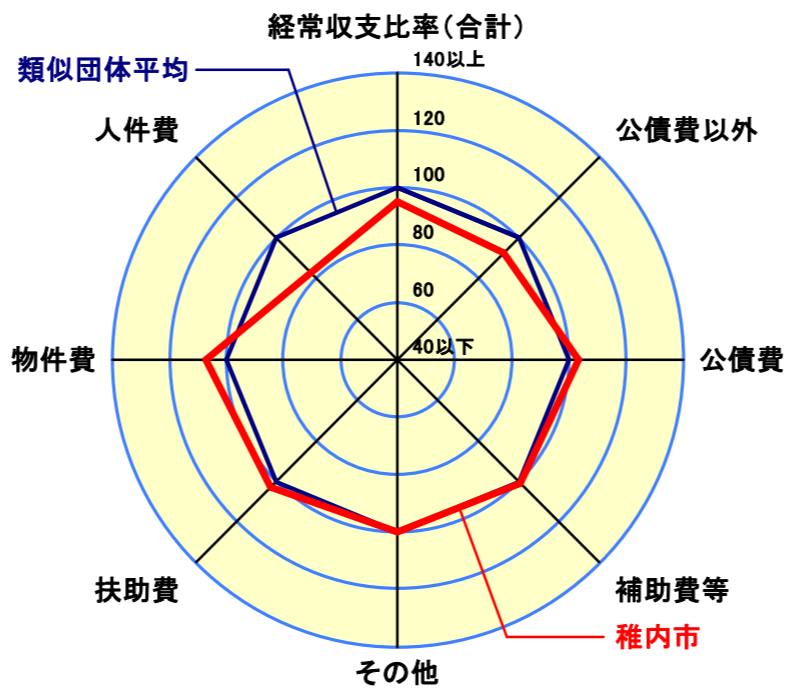 経常収支比率（合計）
140以上
類似団体平均
人件費
120
公債費以外
100
80
60
物件費
40以下
公債費
扶助費
補助費等
稚内市
その他